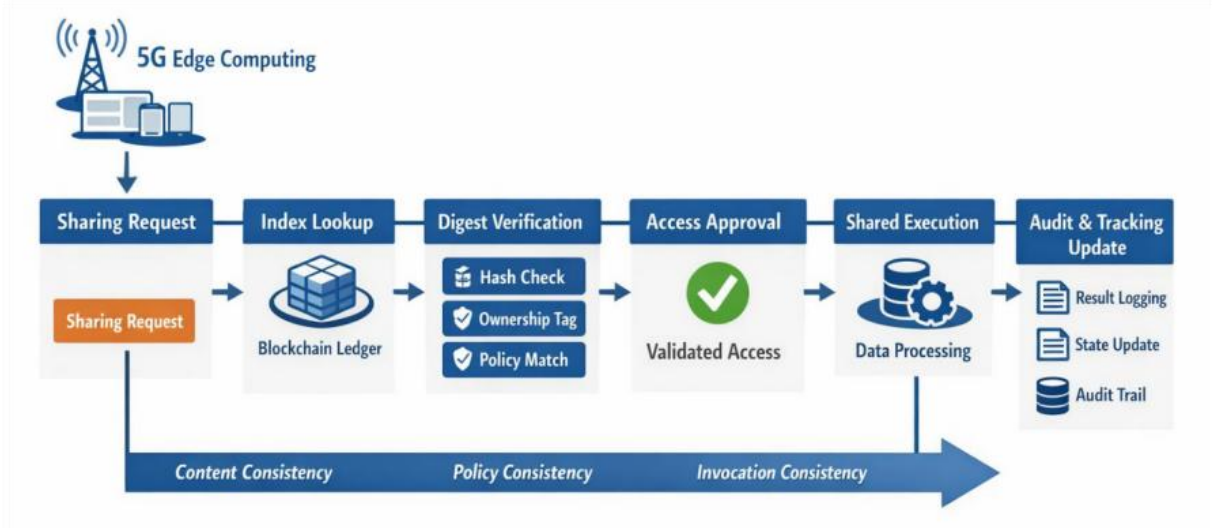 5G Edge Computing
Sharing Request
Sharing Request
Index Lookup
Blockchain Ledger
Digest Verification
Hash Check
Ownership Tag
Policy Match
Access Approval
Validated Access
Shared Execution
Data Processing
Audit & Tracking
Update
Result Logging
State Update
Audit Trail
Content Consistency
Policy Consistency
Invocation Consistency